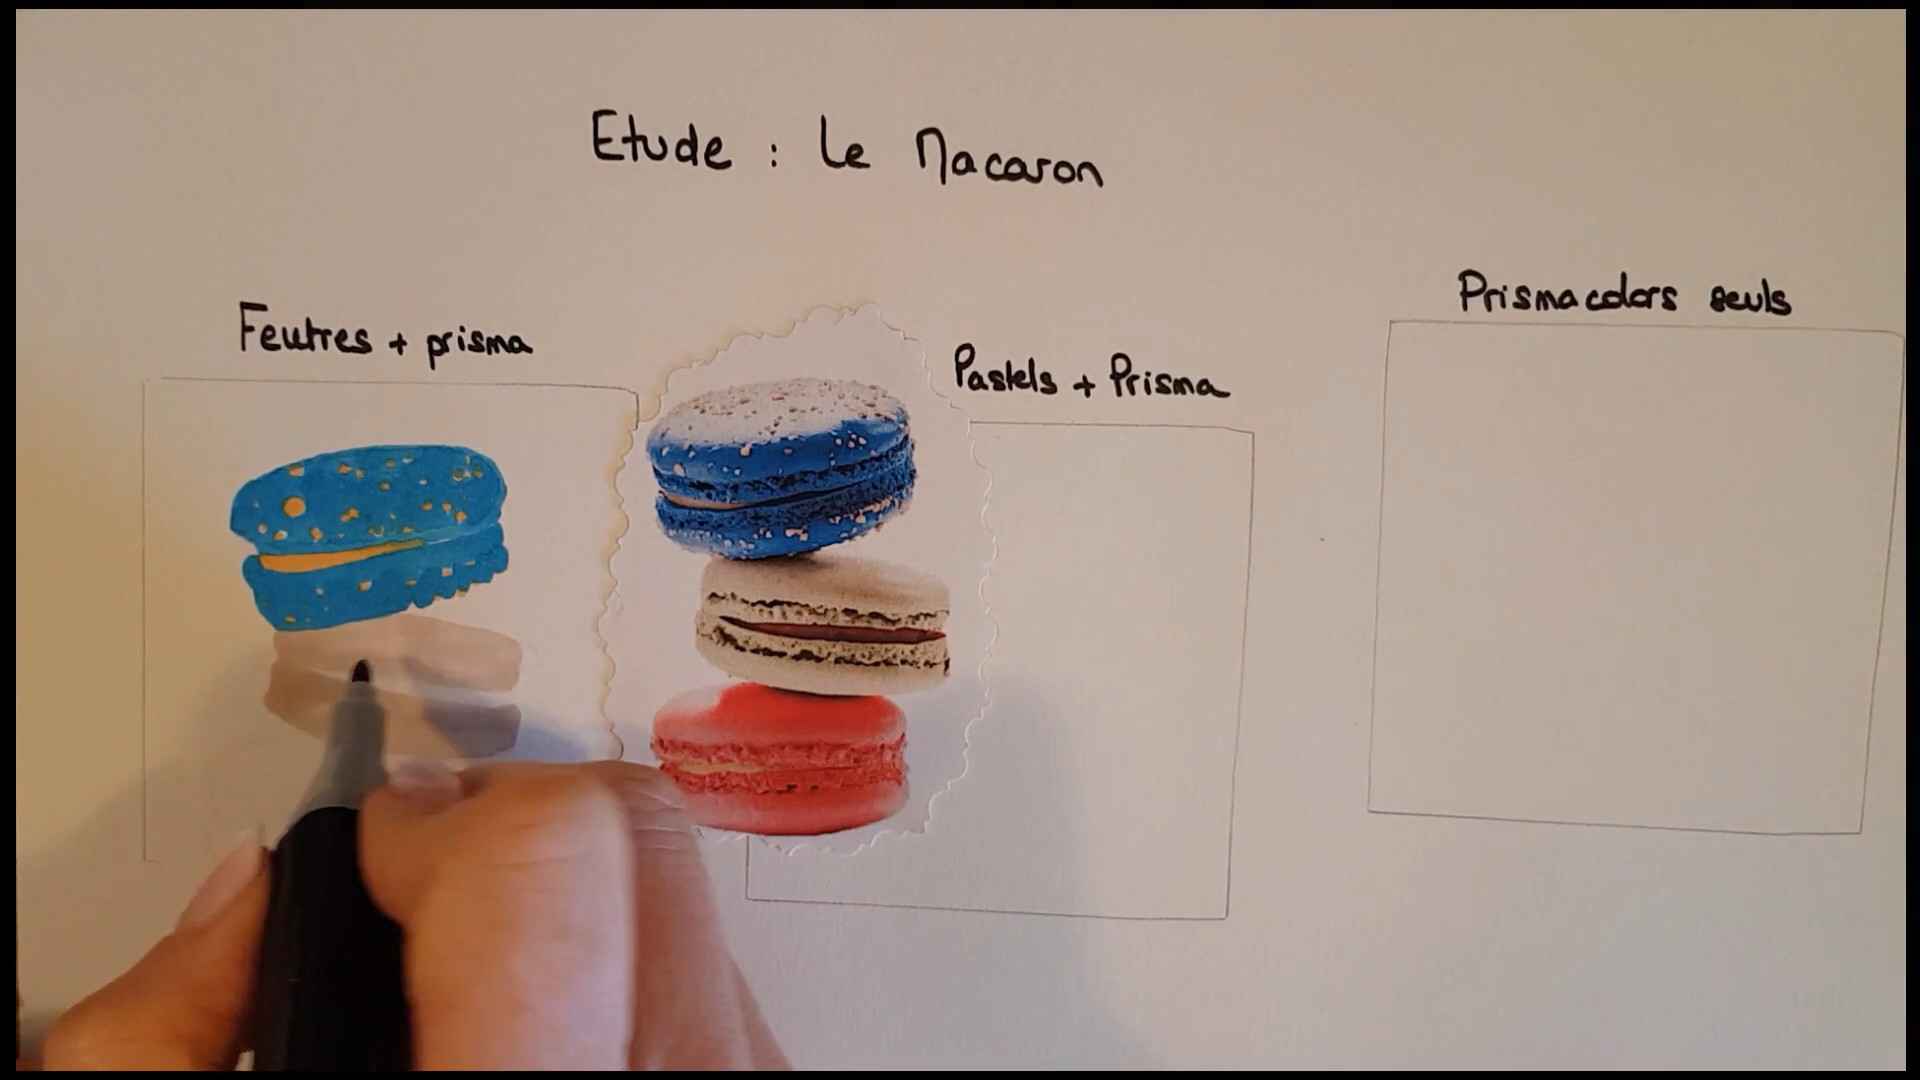 Etude : Le Macaron
Feutres + prisma
Pastels + Prisma
Prismacolors seuls